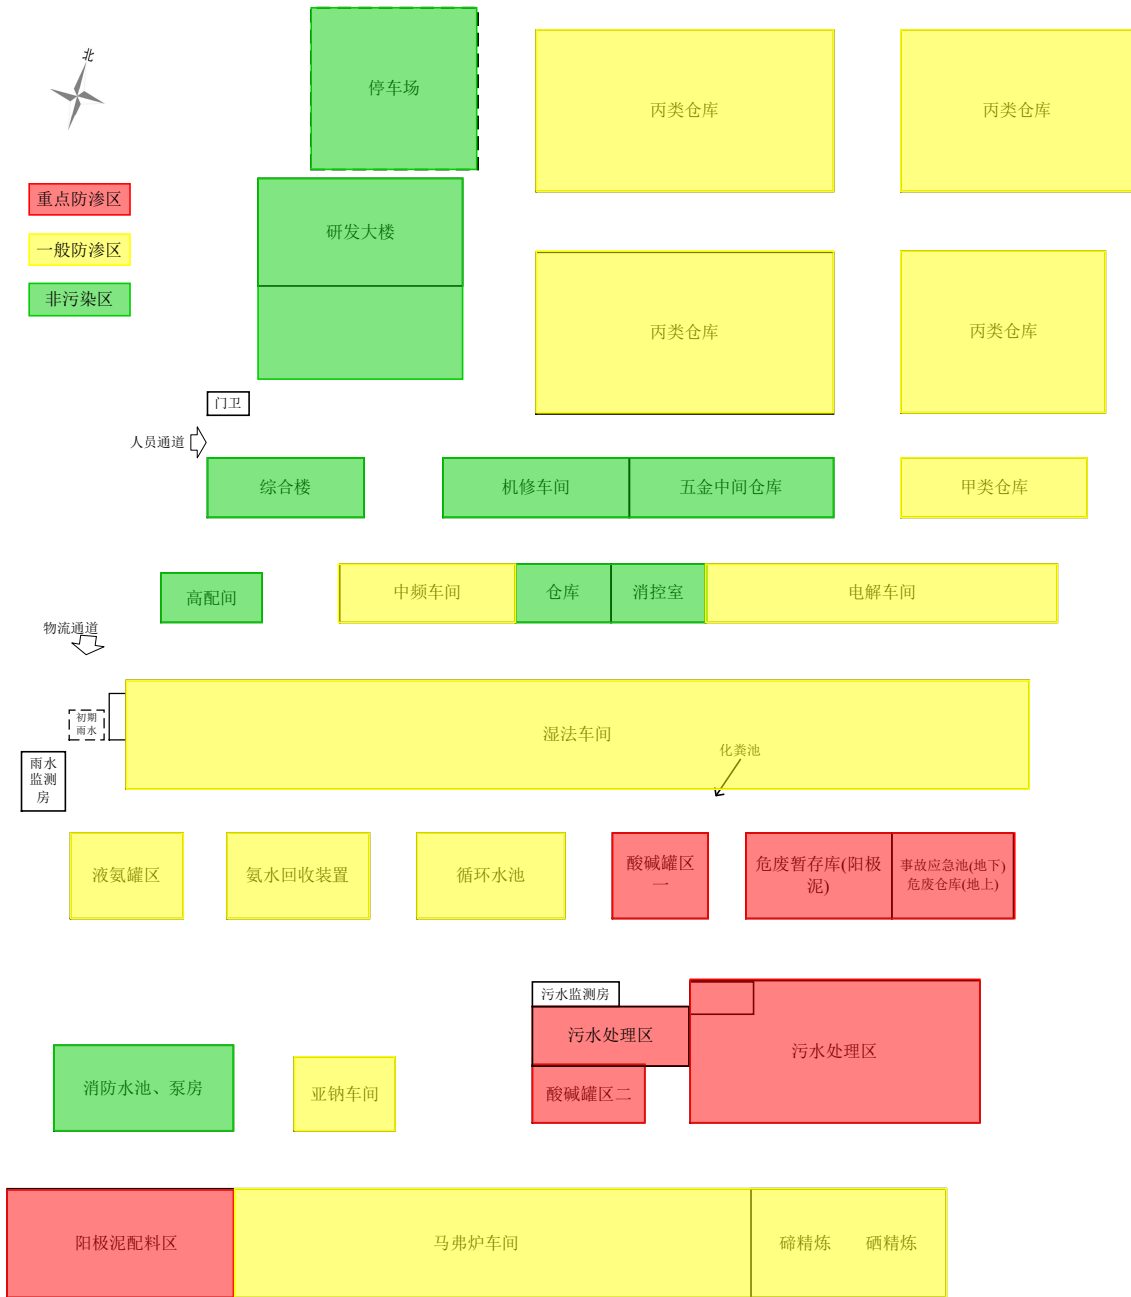 北
停车场
丙类仓库
丙类仓库
重点防渗区
一般防渗区
非污染区
研发大楼
丙类仓库
丙类仓库
门卫
人员通道
综合楼
机修车间
五金中间仓库
甲类仓库
高配间
中频车间
仓库
消控室
电解车间
物流通道
初期
雨水
湿法车间
化粪池
雨水
监测
房
液氨罐区
氨水回收装置
循环水池
酸碱罐区
一
危废暂存库(阳极
泥)
事故应急池(地下)
危废仓库(地上)
污水监测房
污水处理区
污水处理区
消防水池、泵房
亚钠车间
酸碱罐区二
阳极泥配料区
马弗炉车间
碲精炼
硒精炼